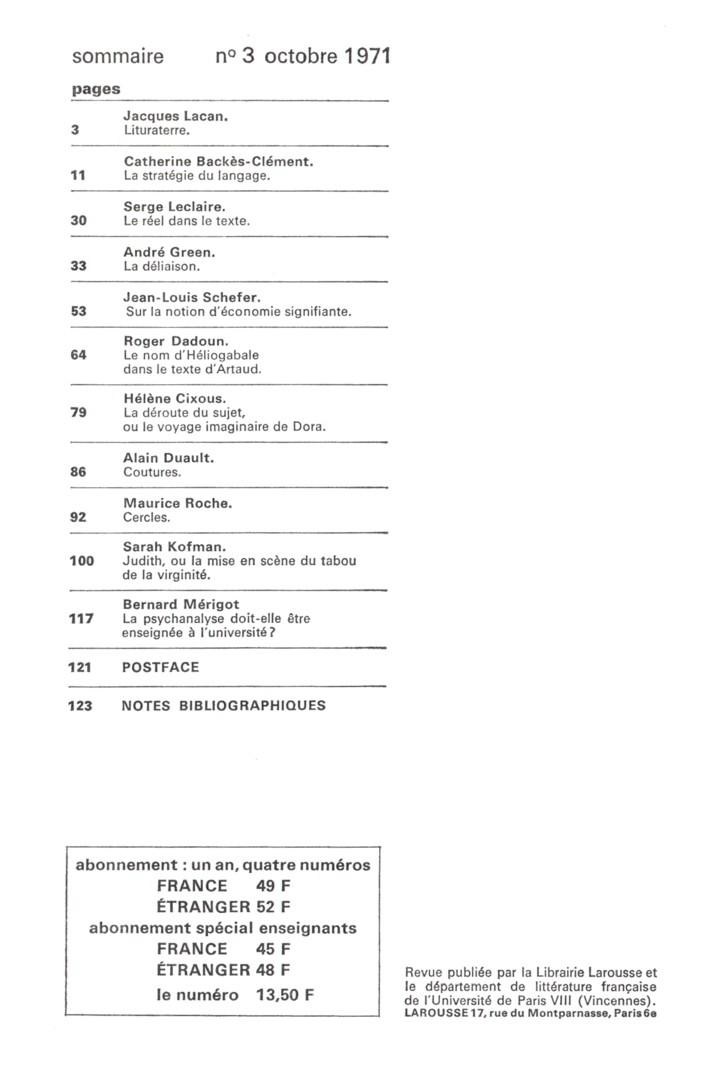 sommaire nº 3 octobre 1971
pages
Jacques Lacan.
3 Lituraterre.
Catherine Backès-Clément.
11 La stratégie du langage.
Serge Leclaire.
30 Le réel dans le texte.
André Green.
33 La déliaison.
Jean-Louis Schefer.
53 Sur la notion d'économie signifiante.
Roger Dadoun.
64 Le nom d'Héliogabale
dans le texte d'Artaud.
Hélène Cixous.
79 La déroute du sujet,
ou le voyage imaginaire de Dora.
Alain Duault.
86 Coutures.
Maurice Roche.
92 Cercles.
Sarah Kofman.
100 Judith, ou la mise en scène du tabou
de la virginité.
Bernard Mérigot
117 La psychanalyse doit-elle être
enseignée à l'université ?
121 POSTFACE
123 NOTES BIBLIOGRAPHIQUES
abonnement : un an, quatre numéros
FRANCE 49 F
ÉTRANGER 52 F
abonnement spécial enseignants
FRANCE 45 F
ÉTRANGER 48 F
le numéro 13,50 F
Revue publiée par la Librairie Larousse et
le département de littérature française
de l'Université de Paris VIII (Vincennes).
LAROUSSE 17, rue du Montparnasse, Paris 6e